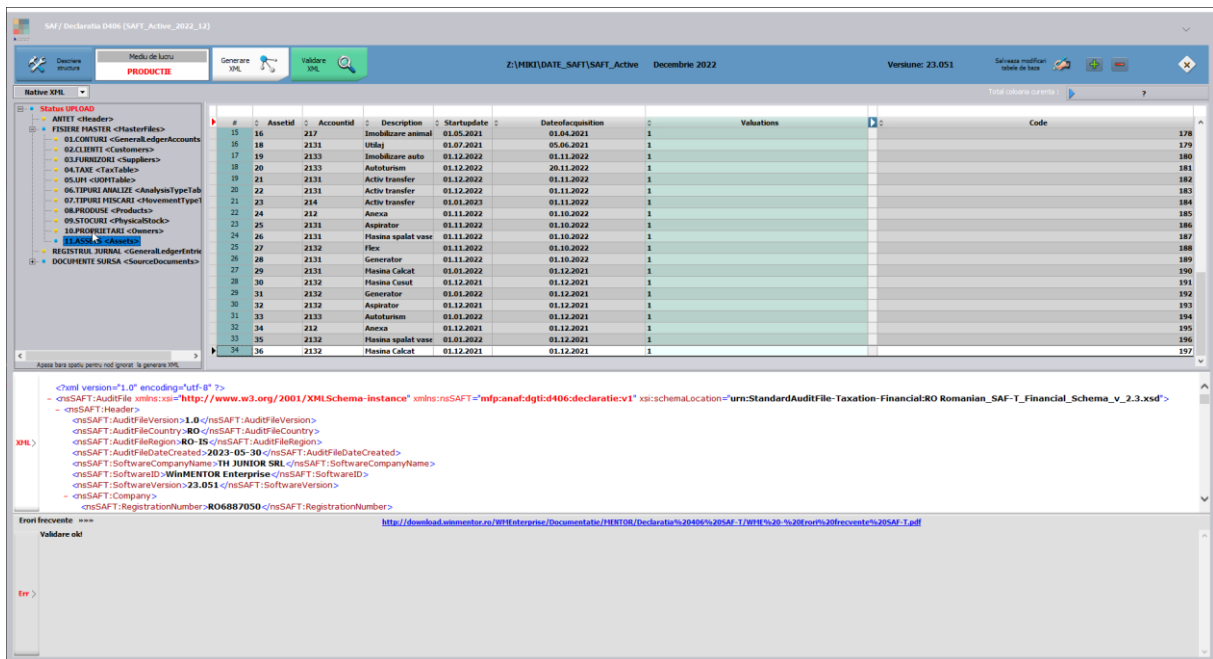 SAF/ Declaratia D406 (SAFT_Active_2022_12)
Descriere structura
Mediu de lucru
PRODUCTIE
Generare XML
Validare XML
Z:\MIKI\DATE_SAFT\SAFT_Active Decembrie 2022
Versiune: 23.051
Salveaza modificari tabele de baza
Native XML
Total coloana curenta :
?
Status UPLOAD
ANTET <Header>
FISIERE MASTER <MasterFiles>
01.CONTURI <GeneralLedgerAccounts
02.CLIENTI <Customers>
03.FURNIZORI <Suppliers>
04.TAXE <TaxTable>
05.UM <UOMTable>
06.TIPURI ANALIZE <AnalysisTypeTab
07.TIPURI MISCARI <MovementTypeT
08.PRODUSE <Products>
09.STOCURI <PhysicalStock>
10.PROPRIETARI <Owners>
11.ASSETS <Assets>
REGISTRUL JURNAL <GeneralLedgerEntrie
DOCUMENTE SURSA <SourceDocuments>
Apasa bara spatiu pentru nod ignorat la generare XML
# Assetid Accountid Description Startupdate Dateofacquisition Valuations Code
15 16 217 Imobilizare animal 01.05.2021 01.04.2021 1 178
16 18 2131 Utilaj 01.07.2021 05.06.2021 1 179
17 19 2133 Imobilizare auto 01.12.2022 01.11.2022 1 180
18 20 2133 Autoturism 01.12.2022 20.11.2022 1 181
19 21 2131 Activ transfer 01.12.2022 01.11.2022 1 182
20 22 2131 Activ transfer 01.12.2022 01.11.2022 1 183
21 23 214 Activ transfer 01.01.2023 01.11.2022 1 184
22 24 212 Anexa 01.11.2022 01.10.2022 1 185
23 25 2131 Aspirator 01.11.2022 01.10.2022 1 186
24 26 2131 Masina spalat vase 01.11.2022 01.10.2022 1 187
25 27 2132 Flex 01.11.2022 01.10.2022 1 188
26 28 2131 Generator 01.11.2022 01.10.2022 1 189
27 29 2131 Masina Calcat 01.01.2022 01.12.2021 1 190
28 30 2132 Masina Cusut 01.12.2021 01.12.2021 1 191
29 31 2132 Generator 01.01.2022 01.12.2021 1 192
30 32 2132 Aspirator 01.12.2021 01.12.2021 1 193
31 33 2133 Autoturism 01.01.2022 01.12.2021 1 194
32 34 212 Anexa 01.12.2021 01.12.2021 1 195
33 35 2132 Masina spalat vase 01.01.2022 01.12.2021 1 196
34 36 2132 Masina Calcat 01.12.2021 01.12.2021 1 197
XML
<?xml version="1.0" encoding="utf-8" ?>
- <nsSAFT:AuditFile xmlns:xsi="http://www.w3.org/2001/XMLSchema-instance" xmlns:nsSAFT="mfp:anaf:dgti:d406:declaratie:v1" xsi:schemaLocation="urn:StandardAuditFile-Taxation-Financial:RO Romanian_SAF-T_Financial_Schema_v_2.3.xsd">
- <nsSAFT:Header>
<nsSAFT:AuditFileVersion>1.0</nsSAFT:AuditFileVersion>
<nsSAFT:AuditFileCountry>RO</nsSAFT:AuditFileCountry>
<nsSAFT:AuditFileRegion>RO-IS</nsSAFT:AuditFileRegion>
<nsSAFT:AuditFileDateCreated>2023-05-30</nsSAFT:AuditFileDateCreated>
<nsSAFT:SoftwareCompanyName>TH JUNIOR SRL</nsSAFT:SoftwareCompanyName>
<nsSAFT:SoftwareID>WinMENTOR Enterprise</nsSAFT:SoftwareID>
<nsSAFT:SoftwareVersion>23.051</nsSAFT:SoftwareVersion>
- <nsSAFT:Company>
<nsSAFT:RegistrationNumber>RO6887050</nsSAFT:RegistrationNumber>
Erori frecvente »»»
http://download.winmentor.ro/WMEnterprise/Documentatie/MENTOR/Declaratia%20406%20SAF-T/WME%20-%20Erori%20frecvente%20SAF-T.pdf
Validare ok!
Err